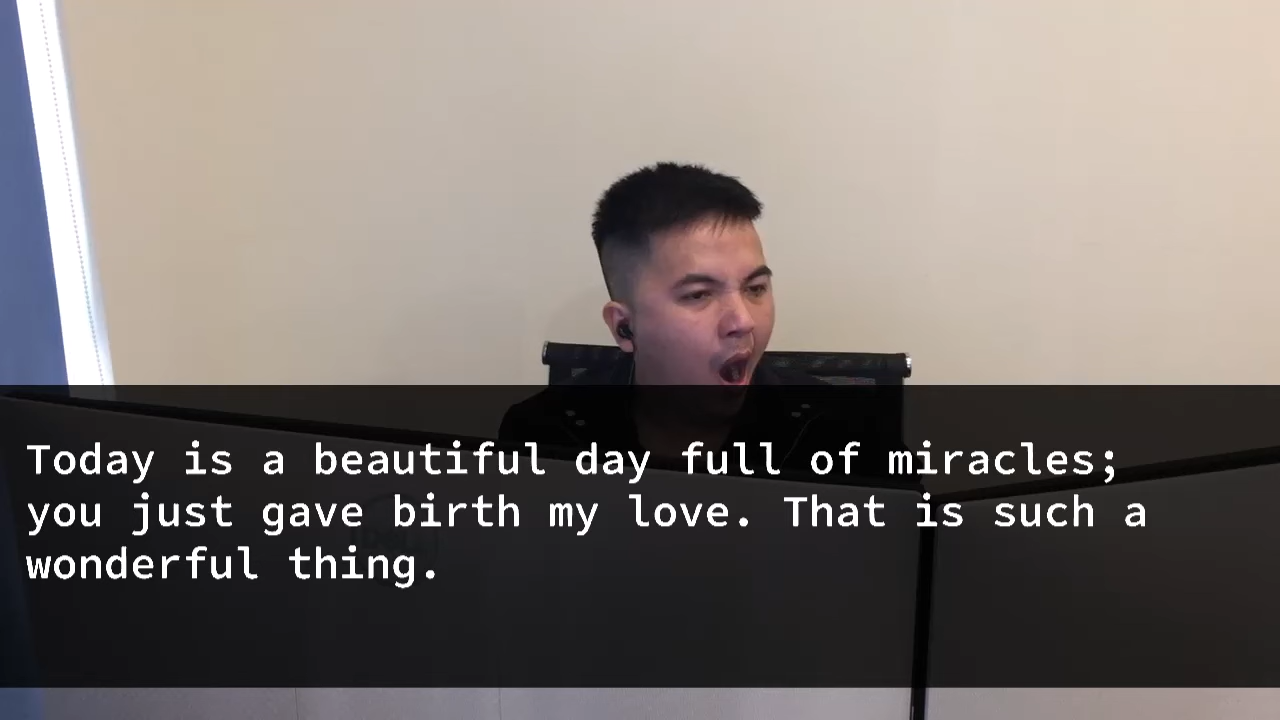 Today is a beautiful day full of miracles;
you just gave birth my love. That is such a
wonderful thing.